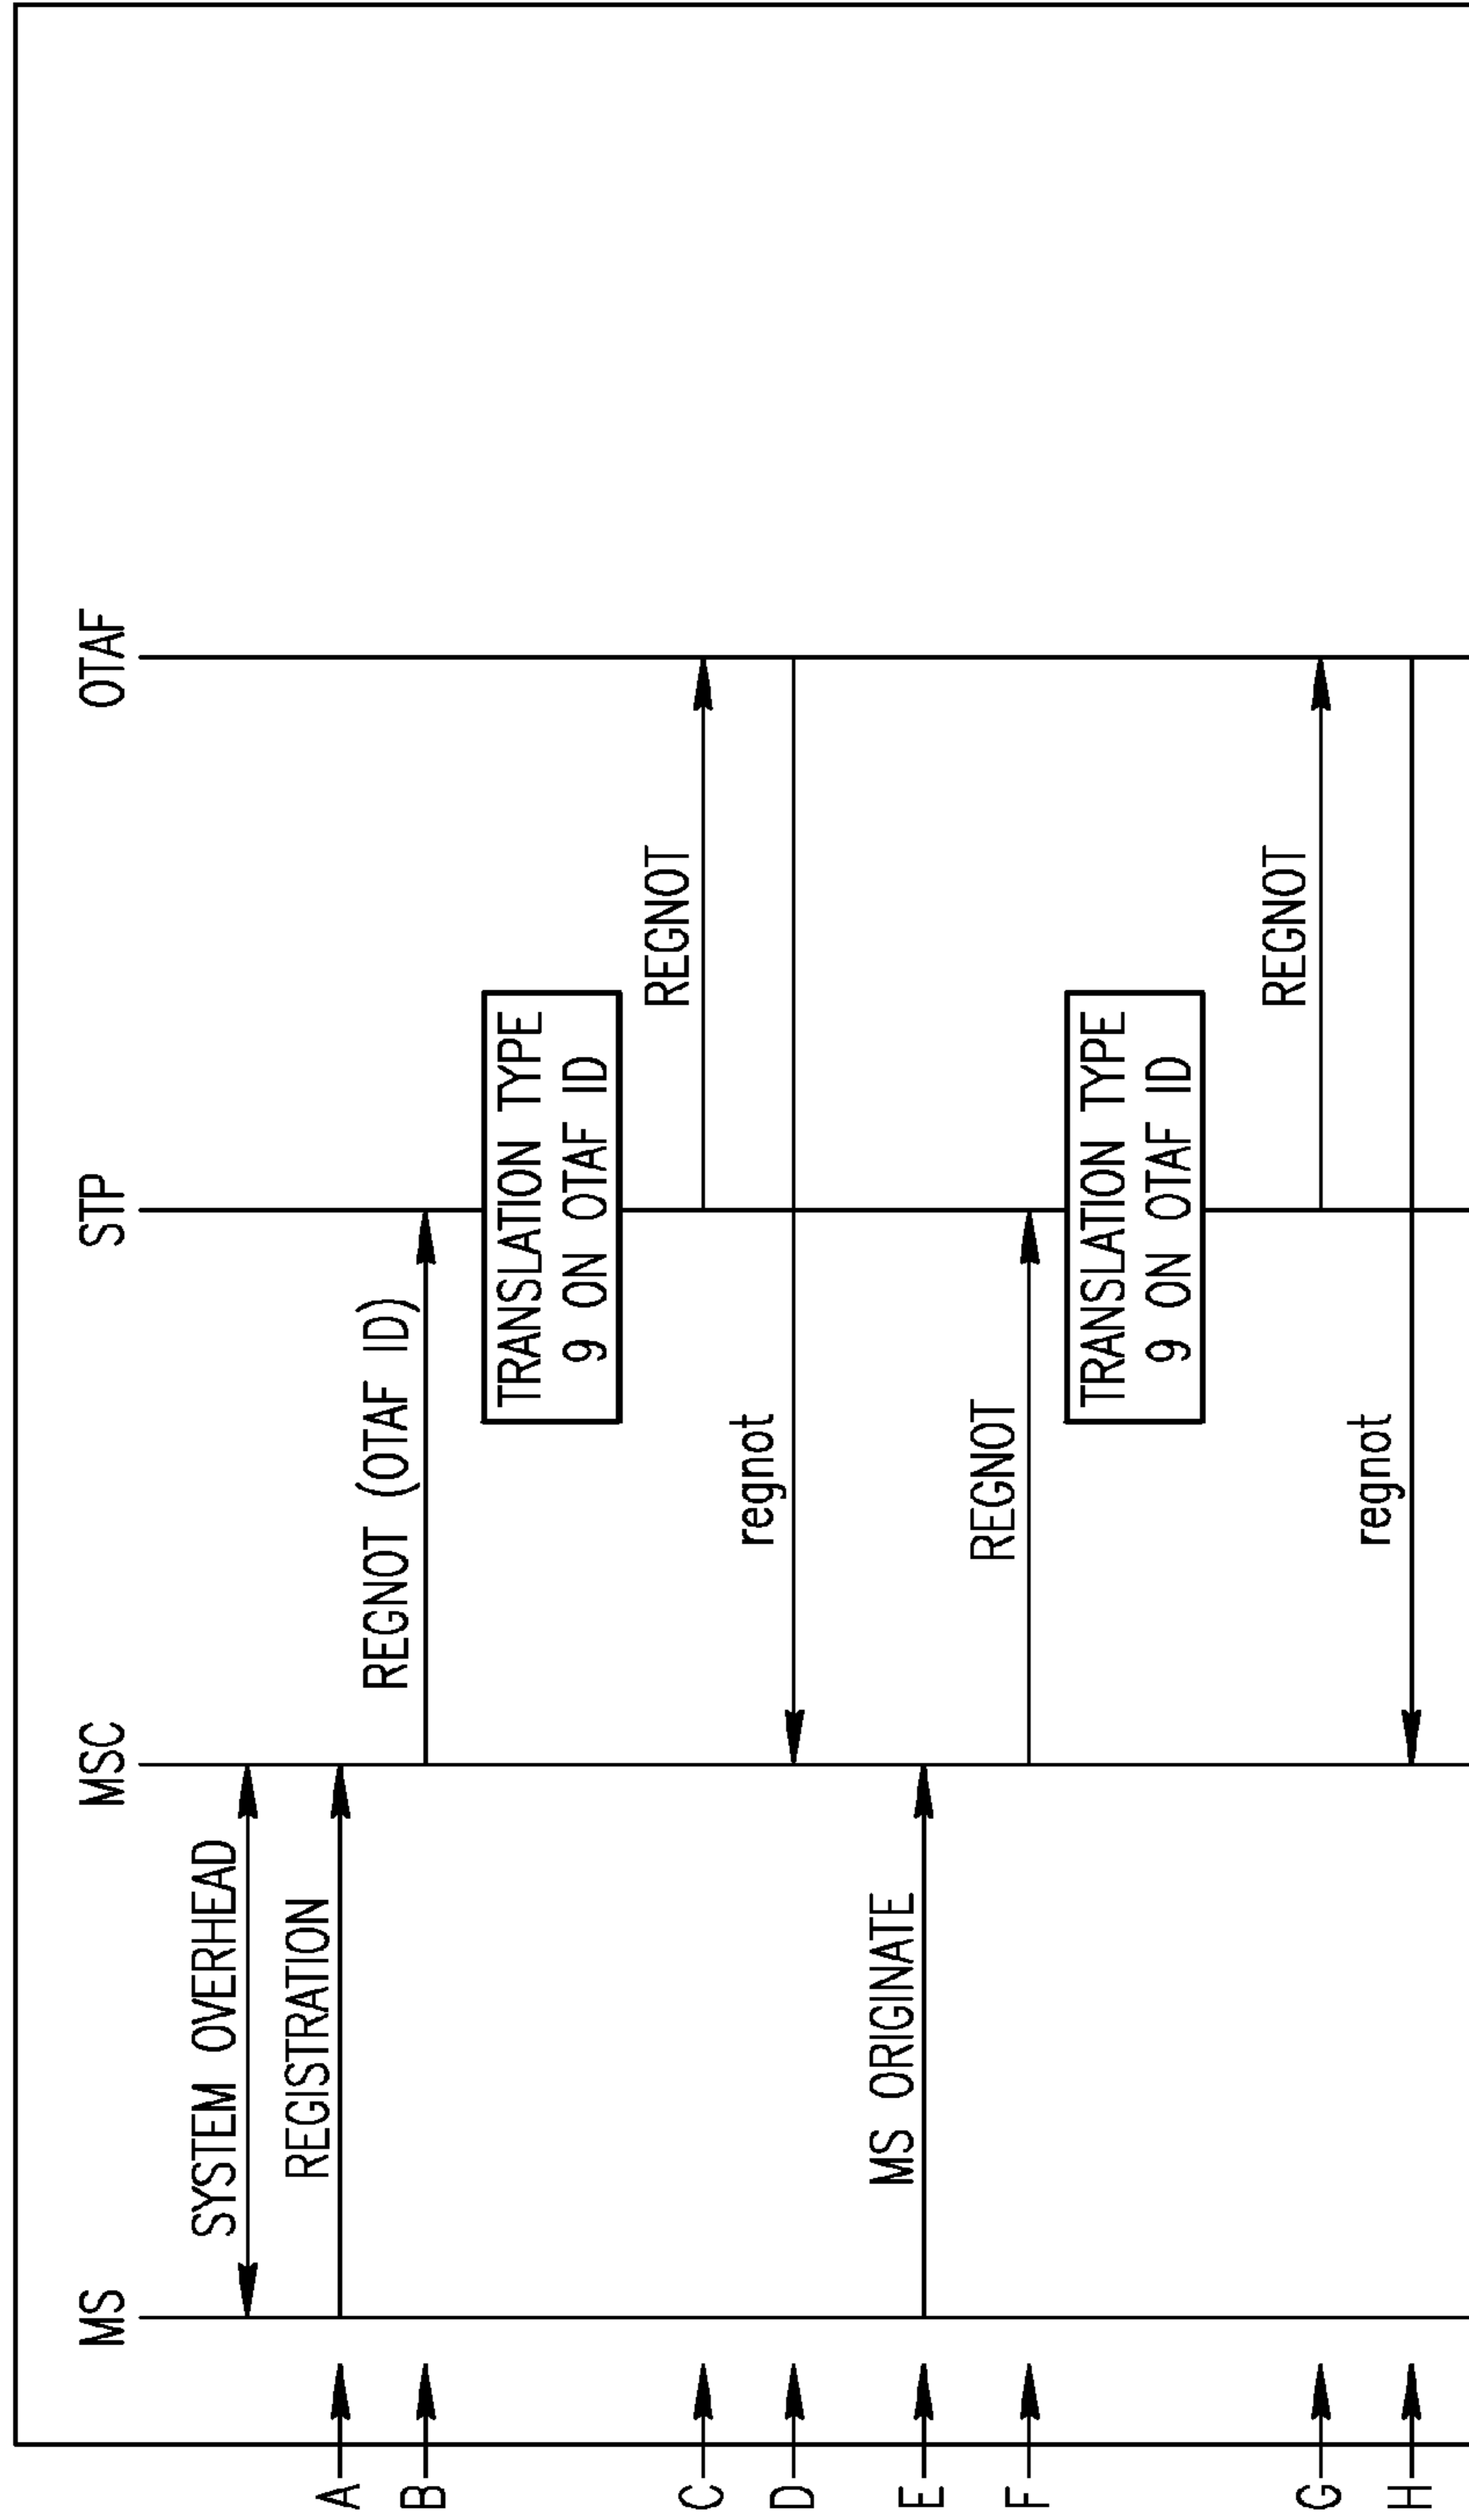 MS MSC STP OTAF
SYSTEM OVERHEAD
A REGISTRATION
B REGNOT (OTAF ID)
TRANSLATION TYPE
9 ON OTAF ID
C REGNOT
D regnot
E MS ORIGINATE
F REGNOT
TRANSLATION TYPE
9 ON OTAF ID
G REGNOT
H regnot